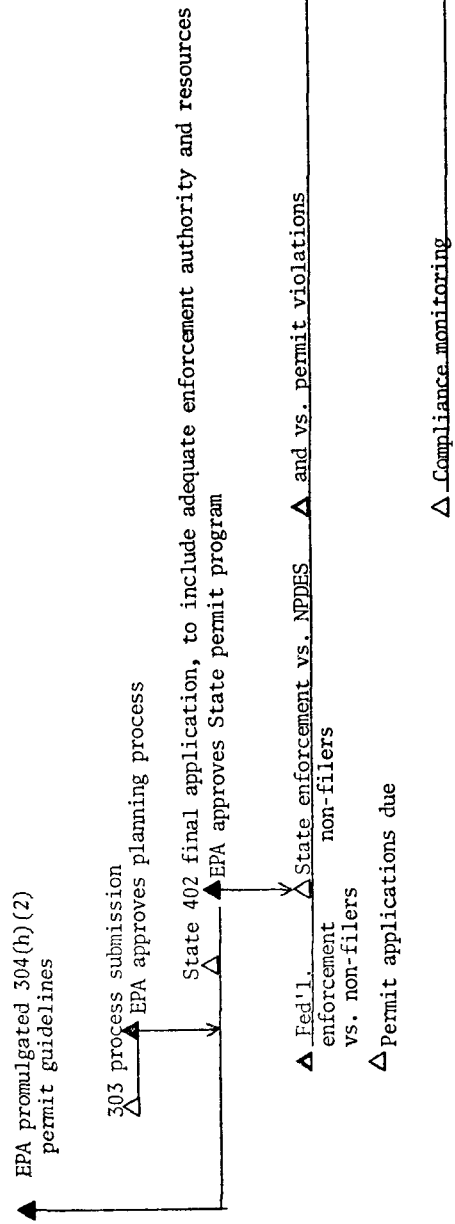 EPA promulgated 304(h)(2)
permit guidelines
303 process submission
EPA approves planning process
State 402 final application, to include adequate enforcement authority and resources
EPA approves State permit program
Fed'l.
enforcement
vs. non-filers
State enforcement vs. NPDES
non-filers
and vs. permit violations
Permit applications due
Compliance monitoring